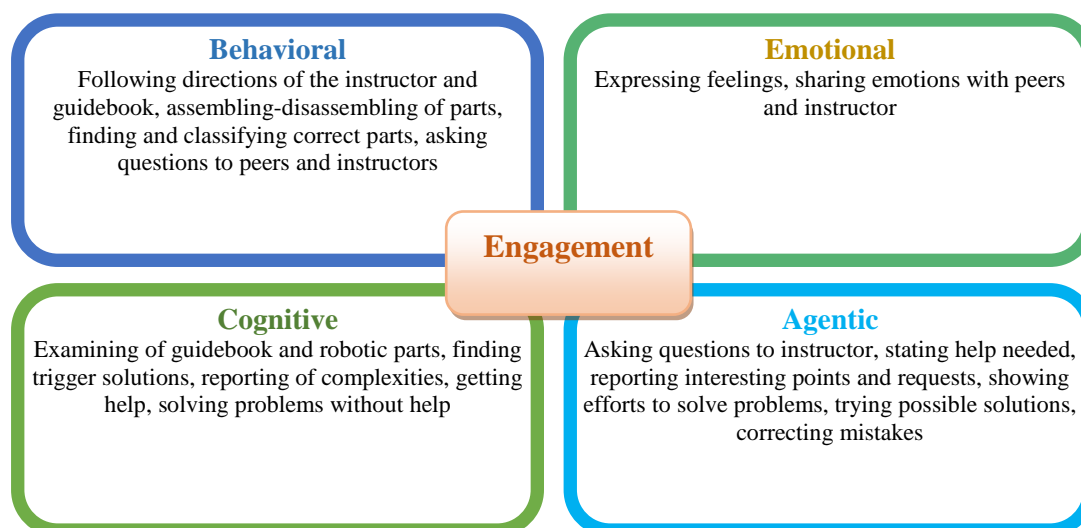 Behavioral
Following directions of the instructor and
guidebook, assembling-disassembling of parts,
finding and classifying correct parts, asking
questions to peers and instructors
Emotional
Expressing feelings, sharing emotions with peers
and instructor
Engagement
Cognitive
Examining of guidebook and robotic parts, finding
trigger solutions, reporting of complexities, getting
help, solving problems without help
Agentic
Asking questions to instructor, stating help needed,
reporting interesting points and requests, showing
efforts to solve problems, trying possible solutions,
correcting mistakes